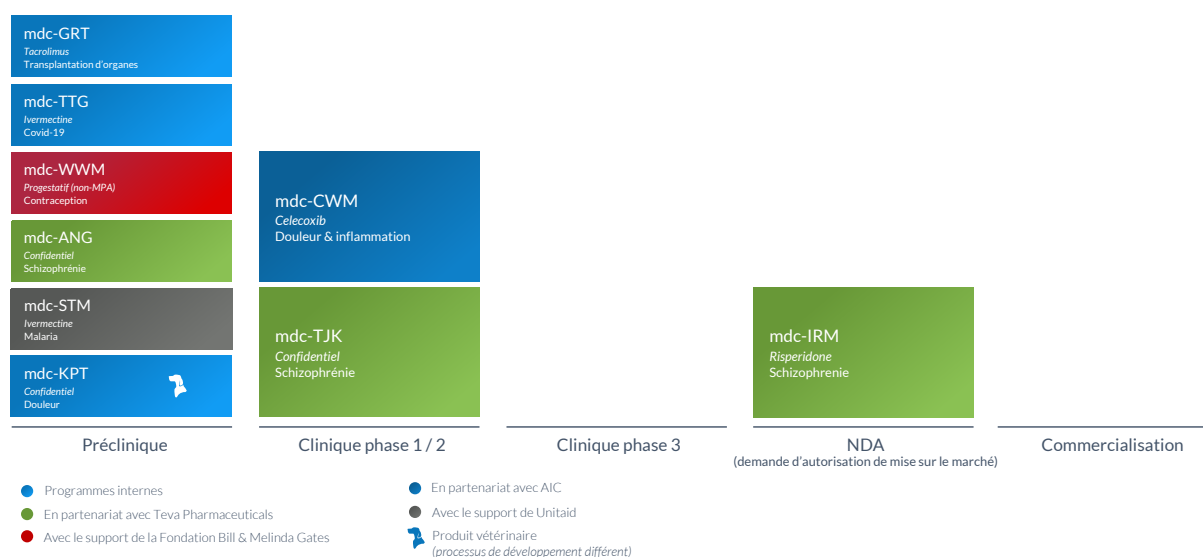 mdc-GRT
Tacrolimus
Transplantation d'organes
mdc-TTG
Ivermectine
Covid-19
mdc-WWM
Progestatif (non-MPA)
Contraception
mdc-ANG
Confidentiel
Schizophrénie
mdc-STM
Ivermectine
Malaria
mdc-KPT
Confidentiel
Douleur
mdc-CWM
Celecoxib
Douleur & inflammation
mdc-TJK
Confidentiel
Schizophrénie
mdc-IRM
Risperidone
Schizophrenie
Préclinique
Clinique phase 1 / 2
Clinique phase 3
NDA
(demande d'autorisation de mise sur le marché)
Commercialisation
Programmes internes
En partenariat avec Teva Pharmaceuticals
Avec le support de la Fondation Bill & Melinda Gates
En partenariat avec AIC
Avec le support de Unitaid
Produit vétérinaire
(processus de développement différent)